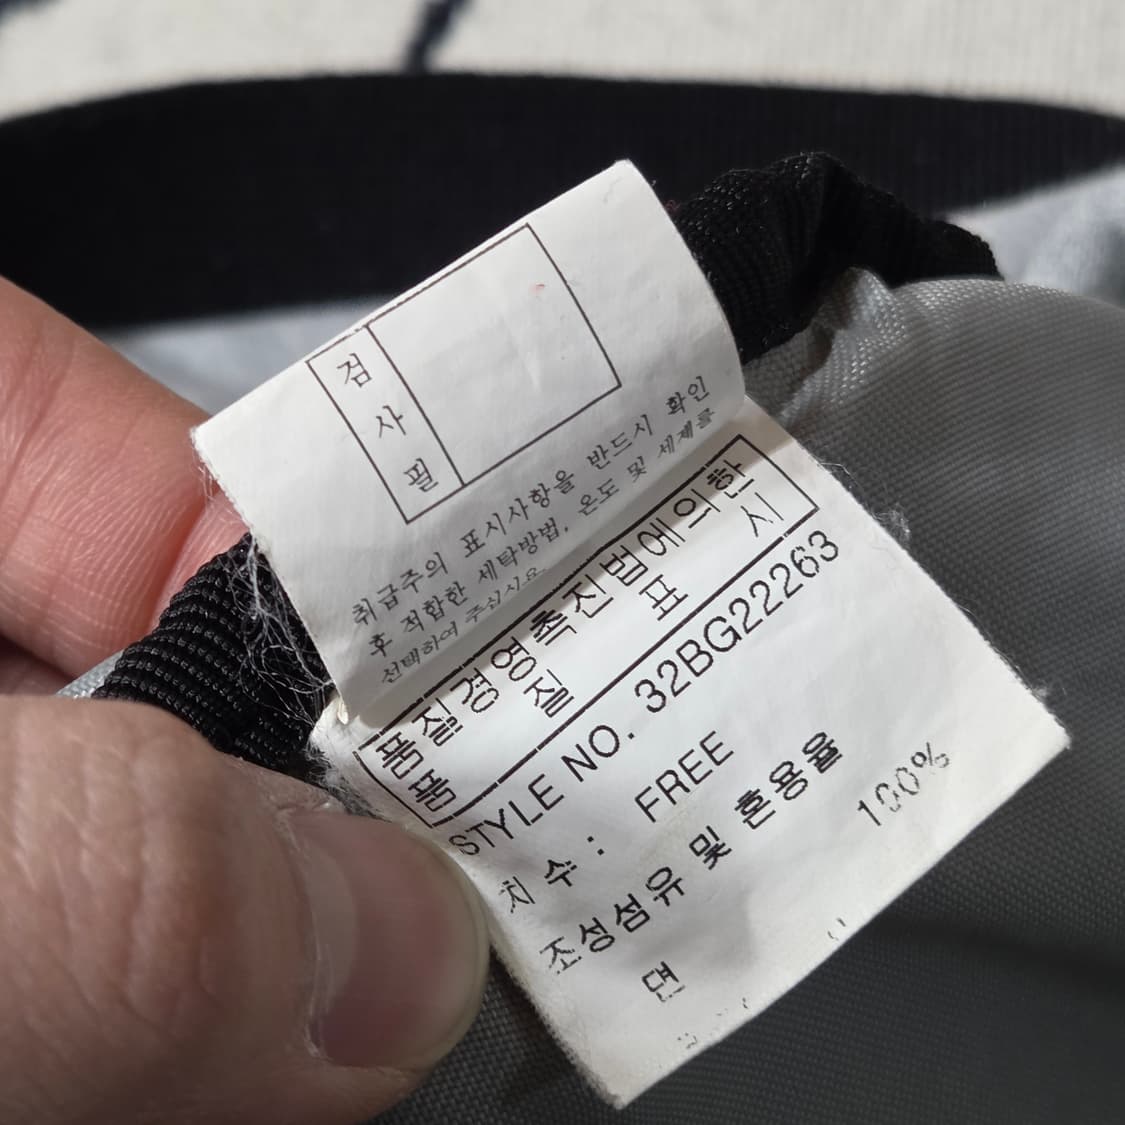 검사필
취급주의 표시사항을 반드시 확인
후 적합한 세탁방법, 온도 및 세제를
선택하여 주십시요.
품질경영촉진법에의한
품질표시
STYLE NO. 32BG22263
치수: FREE
조성섬유 및 혼용율
면 100%